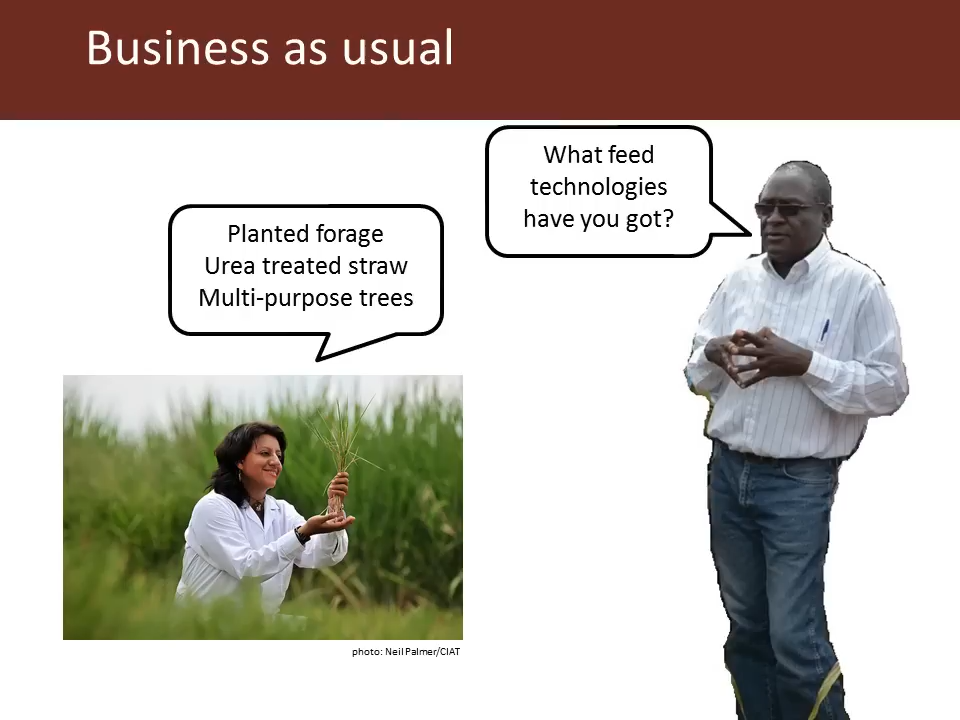 Business as usual
What feed
technologies
have you got?
Planted forage
Urea treated straw
Multi-purpose trees
photo: Neil Palmer/CIAT